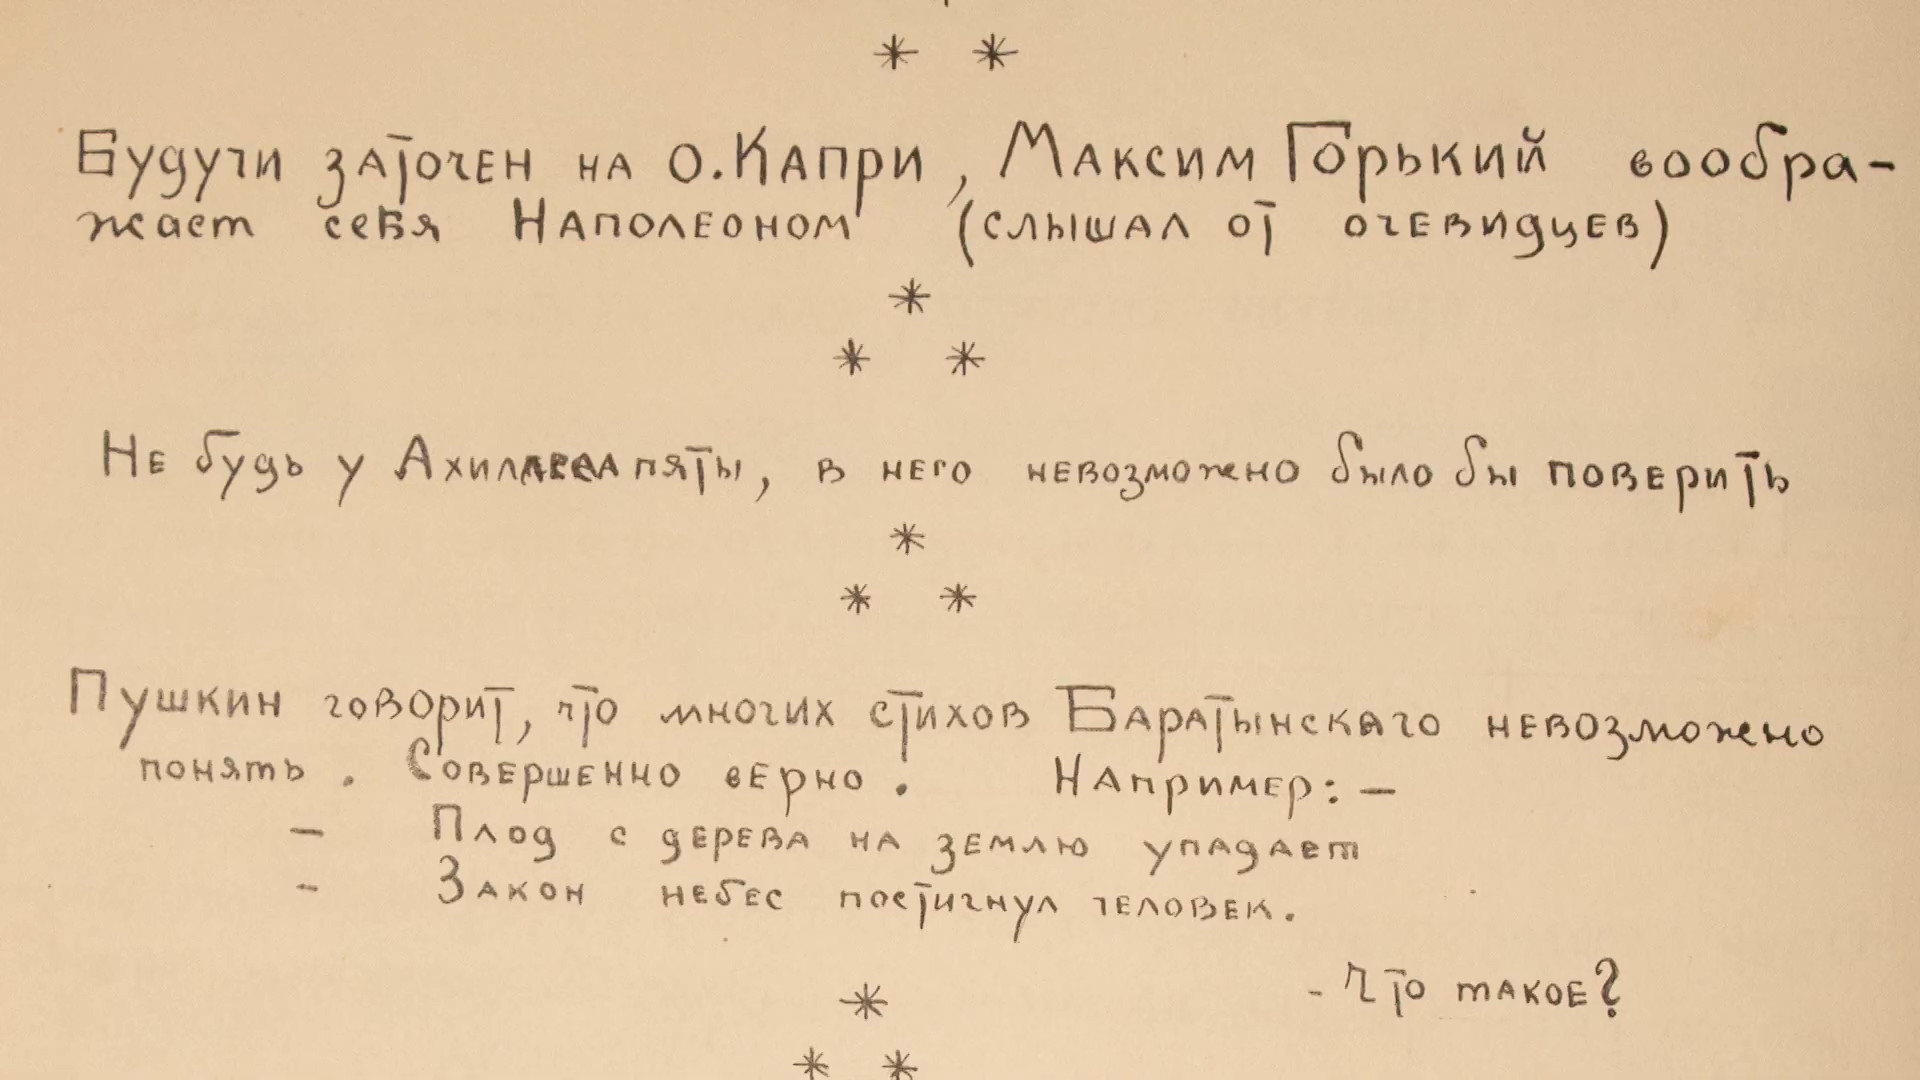 * *
Будучи заточен на о. Капри, Максим Горький вообра-
жает себя Наполеоном (слышал от очевидцев)
*
* *
Не будь у Ахиллеса пяты, в него невозможно было бы поверить
*
* *
Пушкин говорит, что многих стихов Баратынскаго невозможно
понять. Совершенно верно. Например: —
— Плод с дерева на землю упадает
- Закон небес постигнул человек.
- Что такое?
*
* *